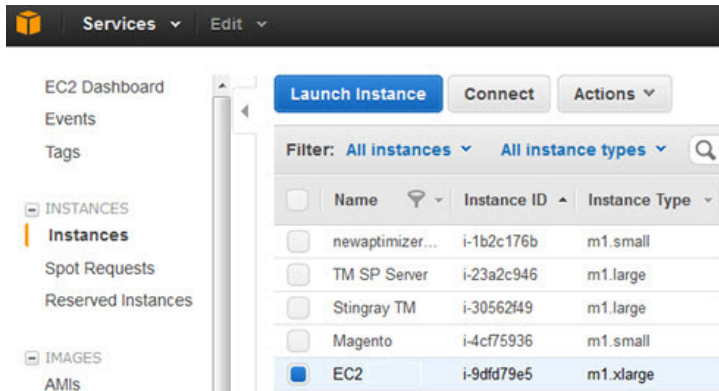 Services Edit
EC2 Dashboard
Events
Tags
INSTANCES
Instances
Spot Requests
Reserved Instances
IMAGES
AMIs
Launch Instance Connect Actions
Filter: All instances All instance types
Name Instance ID Instance Type
newaptimizer... i-1b2c176b m1.small
TM SP Server i-23a2c946 m1.large
Stingray TM i-30562f49 m1.large
Magento i-4cf75936 m1.small
EC2 i-9dfd79e5 m1.xlarge